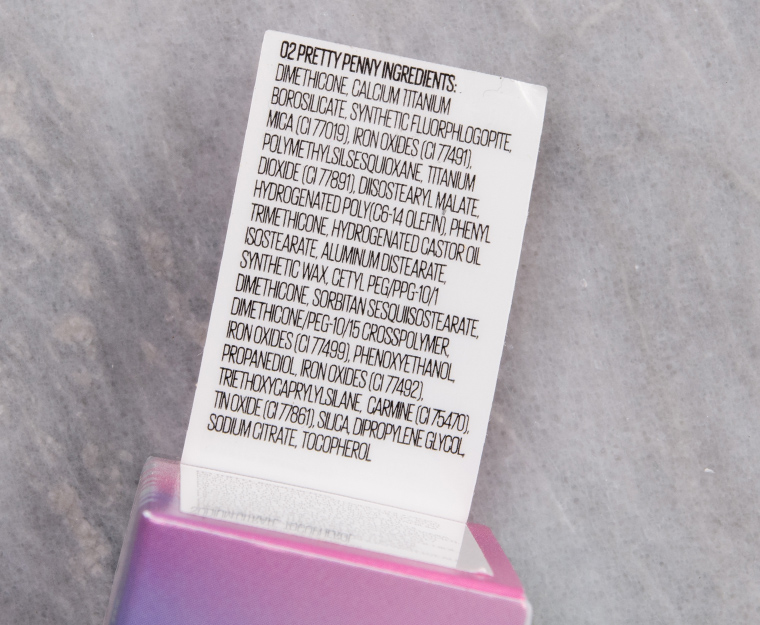 02 PRETTY PENNY INGREDIENTS:
DIMETHICONE, CALCIUM TITANIUM
BOROSILICATE, SYNTHETIC FLUORPHLOGOPITE,
MICA (CI 77019), IRON OXIDES (CI 77491),
POLYMETHYLSILSESQUIOXANE, TITANIUM
DIOXIDE (CI 77891), DIISOSTEARYL MALATE,
HYDROGENATED POLY(C6-14 OLEFIN), PHENYL
TRIMETHICONE, HYDROGENATED CASTOR OIL
ISOSTEARATE, ALUMINUM DISTEARATE,
SYNTHETIC WAX, CETYL PEG/PPG-10/1
DIMETHICONE, SORBITAN SESQUIISOSTEARATE,
DIMETHICONE/PEG-10/15 CROSSPOLYMER,
IRON OXIDES (CI 77499), PHENOXYETHANOL,
PROPANEDIOL, IRON OXIDES (CI 77492),
TRIETHOXYCAPRYLYLSILANE, CARMINE (CI 75470),
TIN OXIDE (CI 77861), SILICA, DIPROPYLENE GLYCOL,
SODIUM CITRATE, TOCOPHEROL